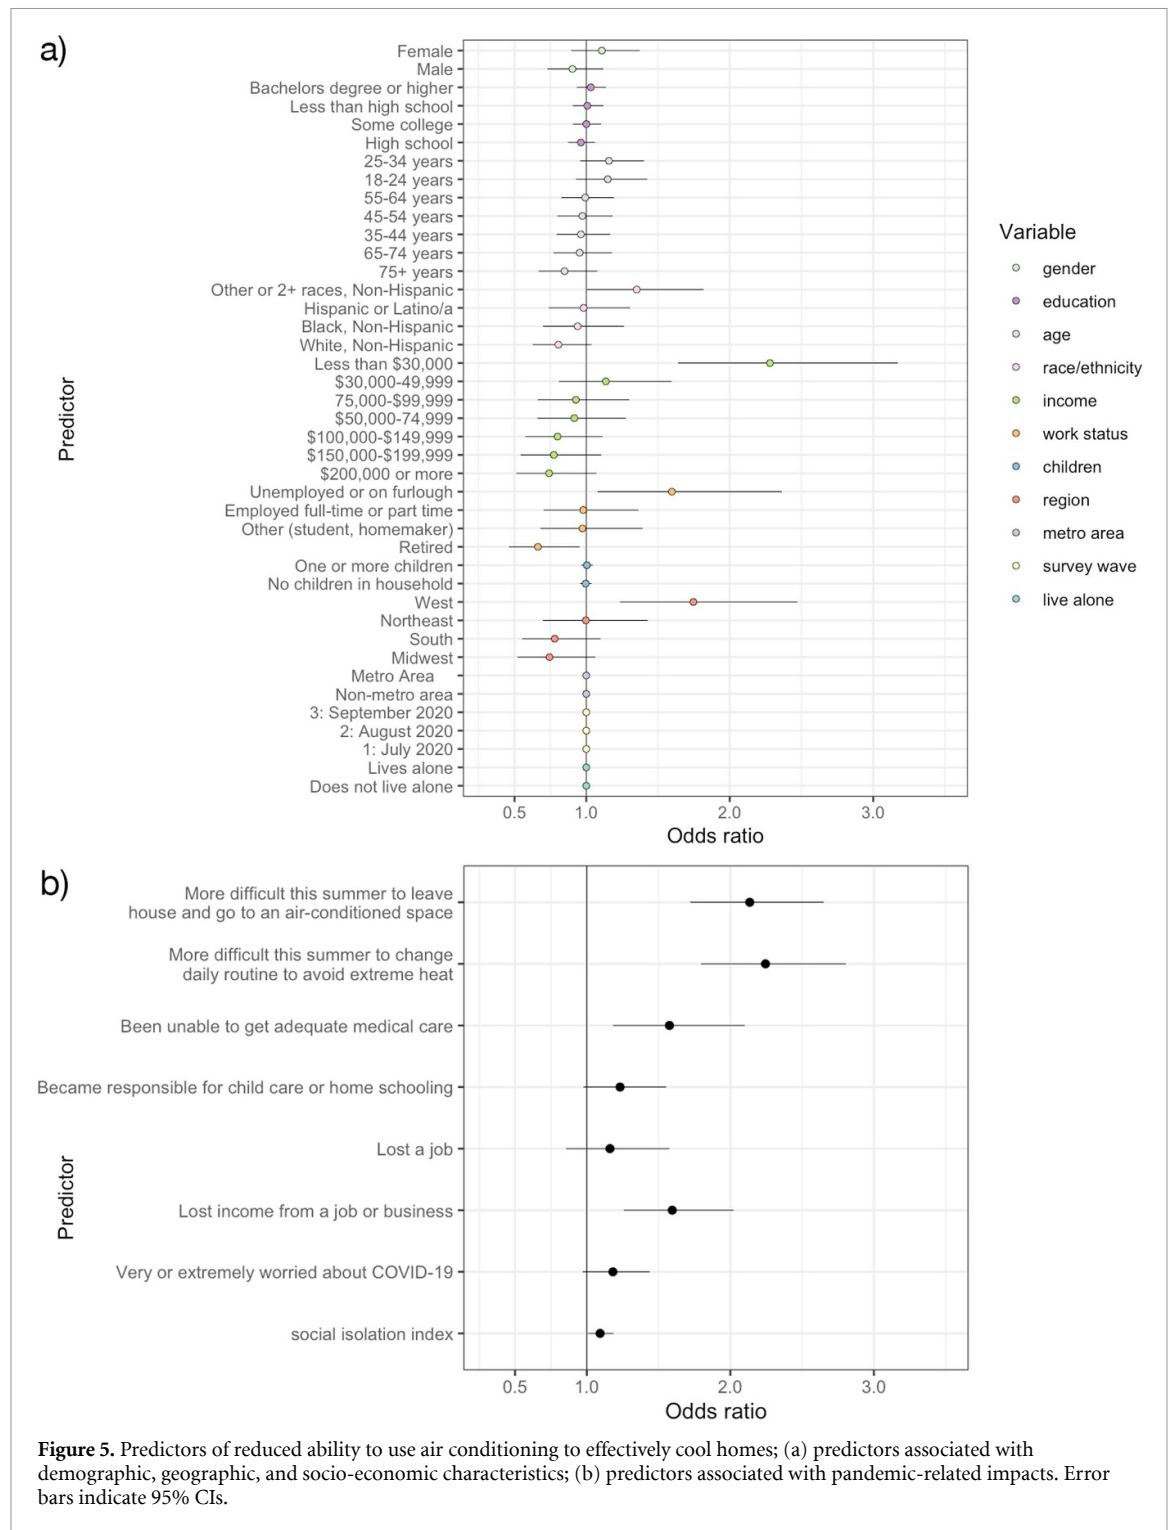 a)
Female
Male
Bachelors degree or higher
Less than high school
Some college
High school
25-34 years
18-24 years
55-64 years
45-54 years
35-44 years
65-74 years
75+ years
Other or 2+ races, Non-Hispanic
Hispanic or Latino/a
Black, Non-Hispanic
White, Non-Hispanic
Less than $30,000
$30,000-49,999
75,000-$99,999
$50,000-74,999
$100,000-$149,999
$150,000-$199,999
$200,000 or more
Unemployed or on furlough
Employed full-time or part time
Other (student, homemaker)
Retired
One or more children
No children in household
West
Northeast
South
Midwest
Metro Area
Non-metro area
3: September 2020
2: August 2020
1: July 2020
Lives alone
Does not live alone
Predictor
0.5 1.0 2.0 3.0
Odds ratio
Variable
gender
education
age
race/ethnicity
income
work status
children
region
metro area
survey wave
live alone
b)
More difficult this summer to leave
house and go to an air-conditioned space
More difficult this summer to change
daily routine to avoid extreme heat
Been unable to get adequate medical care
Became responsible for child care or home schooling
Lost a job
Lost income from a job or business
Very or extremely worried about COVID-19
social isolation index
Predictor
0.5 1.0 2.0 3.0
Odds ratio
Figure 5. Predictors of reduced ability to use air conditioning to effectively cool homes; (a) predictors associated with
demographic, geographic, and socio-economic characteristics; (b) predictors associated with pandemic-related impacts. Error
bars indicate 95% CIs.